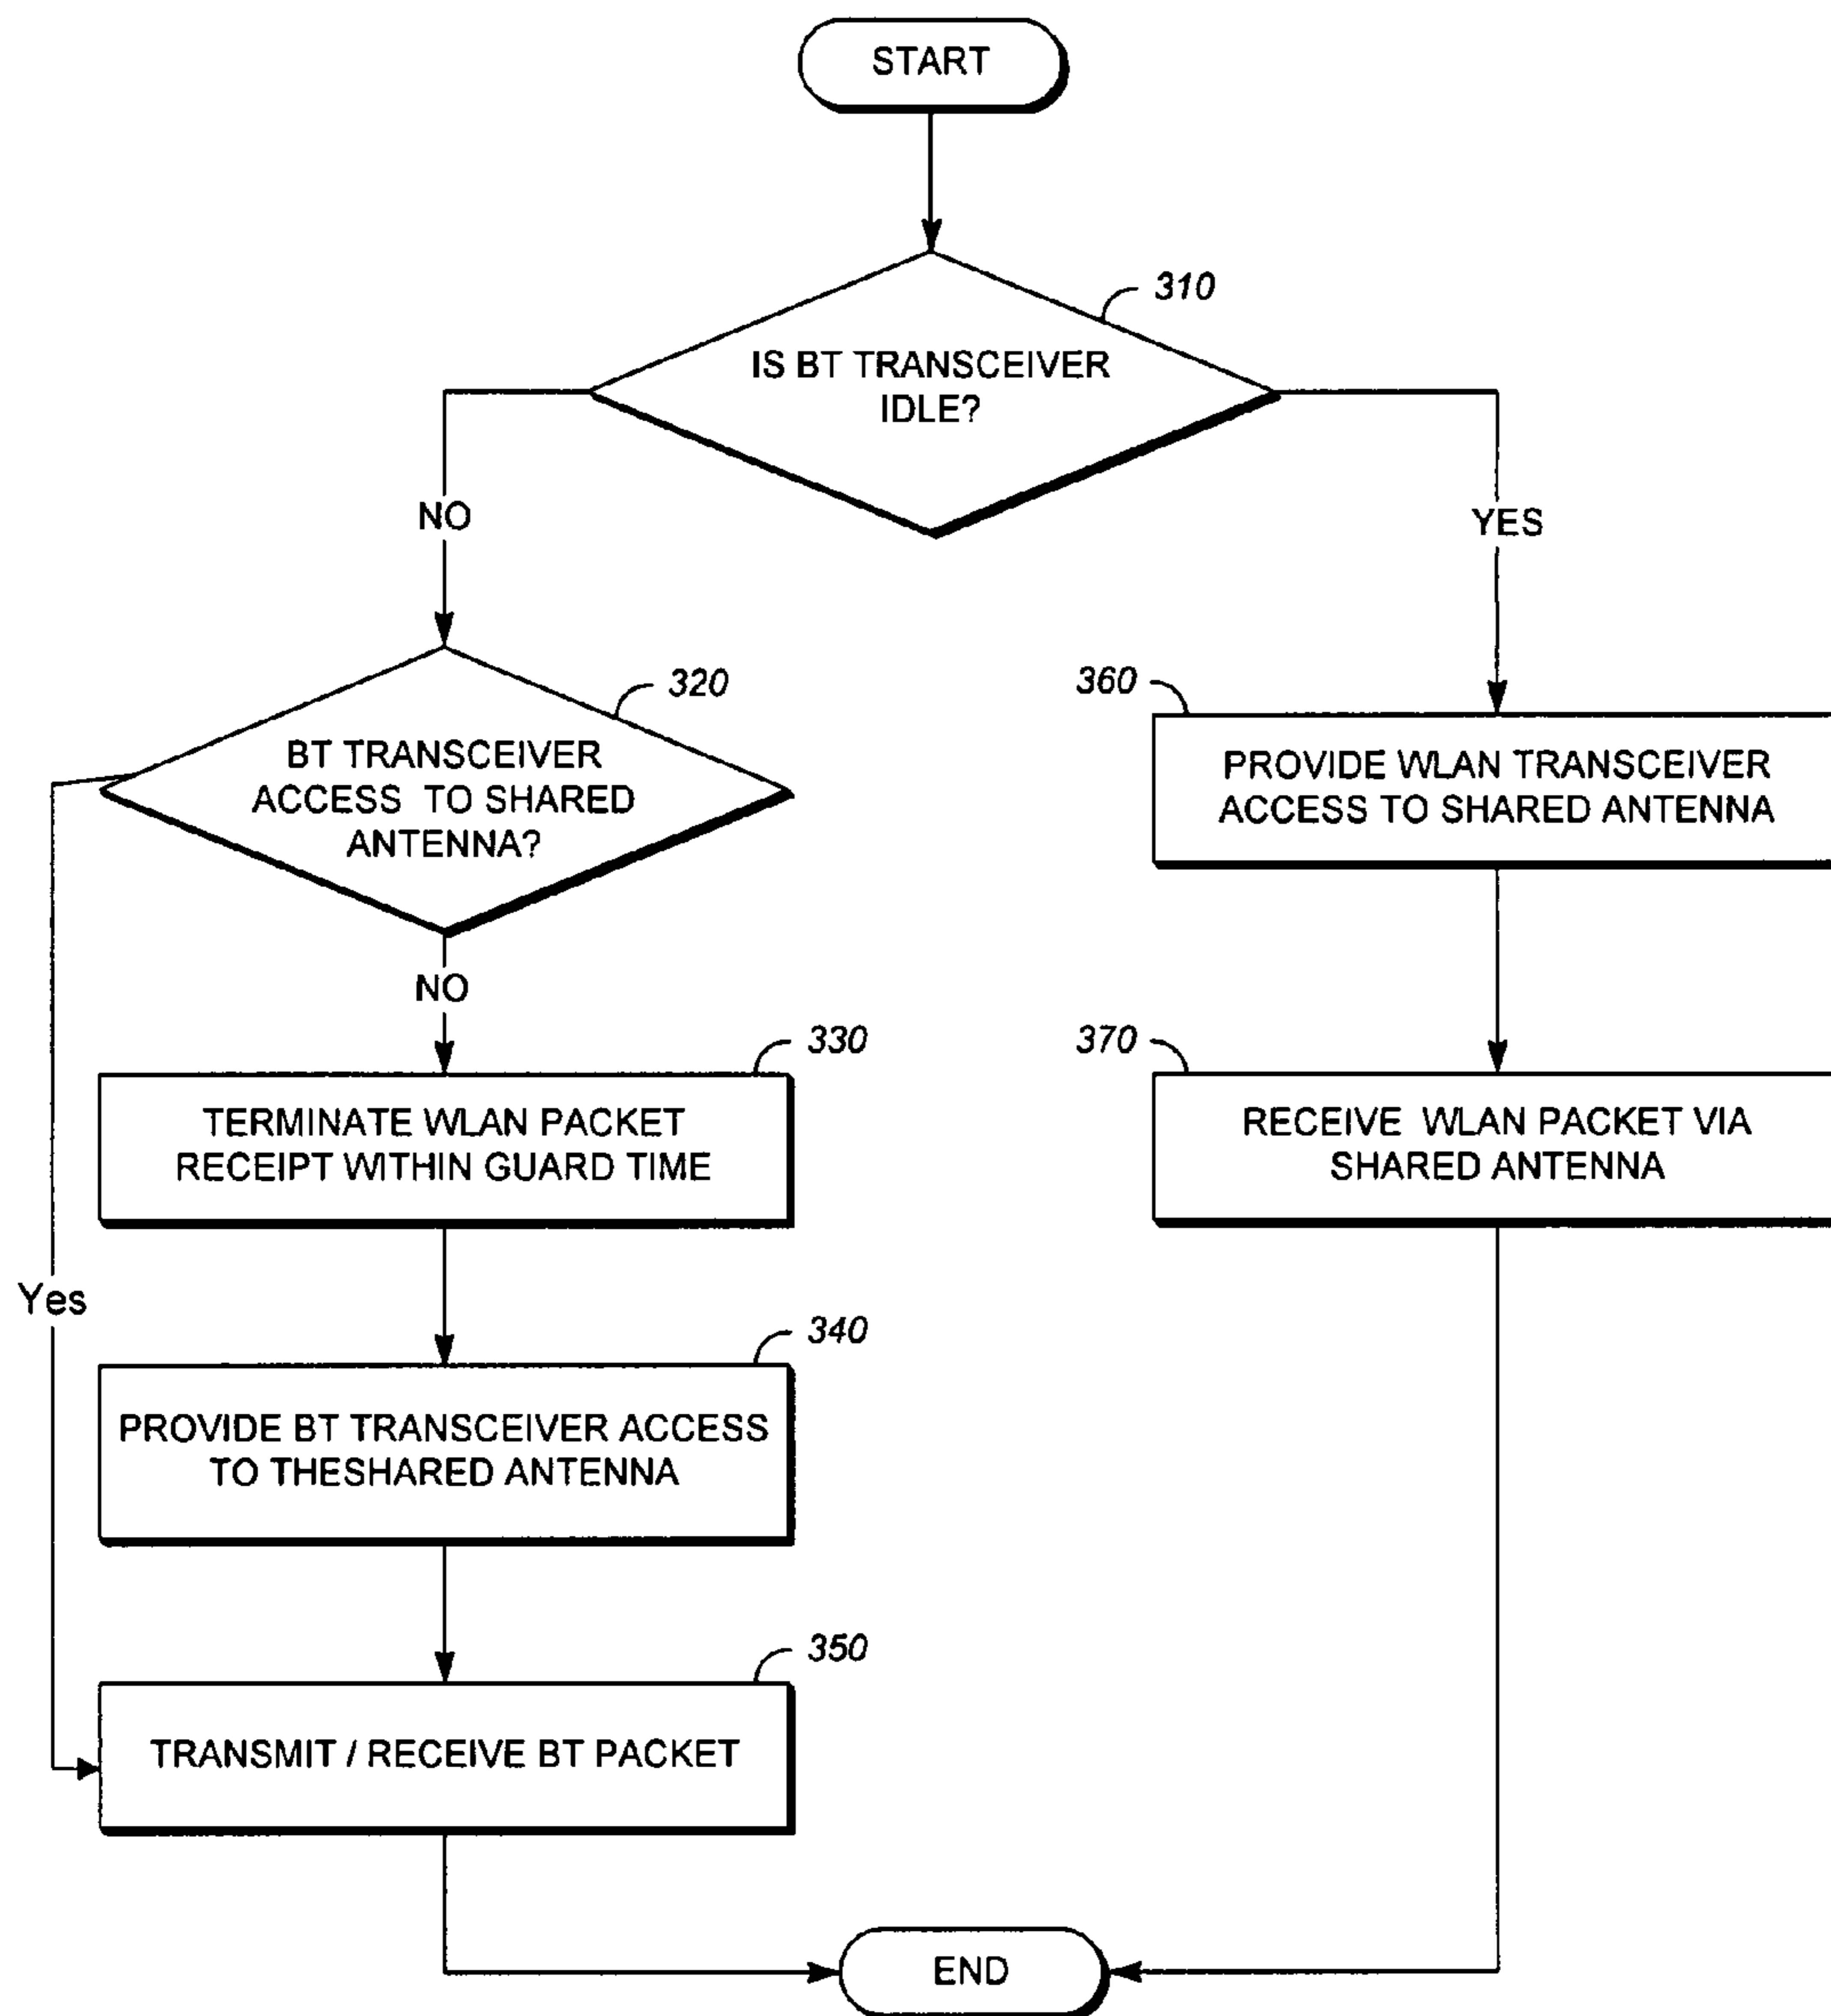 START
310
IS BT TRANSCEIVER
IDLE?
NO
YES
320
BT TRANSCEIVER
ACCESS TO SHARED
ANTENNA?
360
PROVIDE WLAN TRANSCEIVER
ACCESS TO SHARED ANTENNA
NO
330
TERMINATE WLAN PACKET
RECEIPT WITHIN GUARD TIME
370
RECEIVE WLAN PACKET VIA
SHARED ANTENNA
Yes
340
PROVIDE BT TRANSCEIVER ACCESS
TO THESHARED ANTENNA
350
TRANSMIT / RECEIVE BT PACKET
END